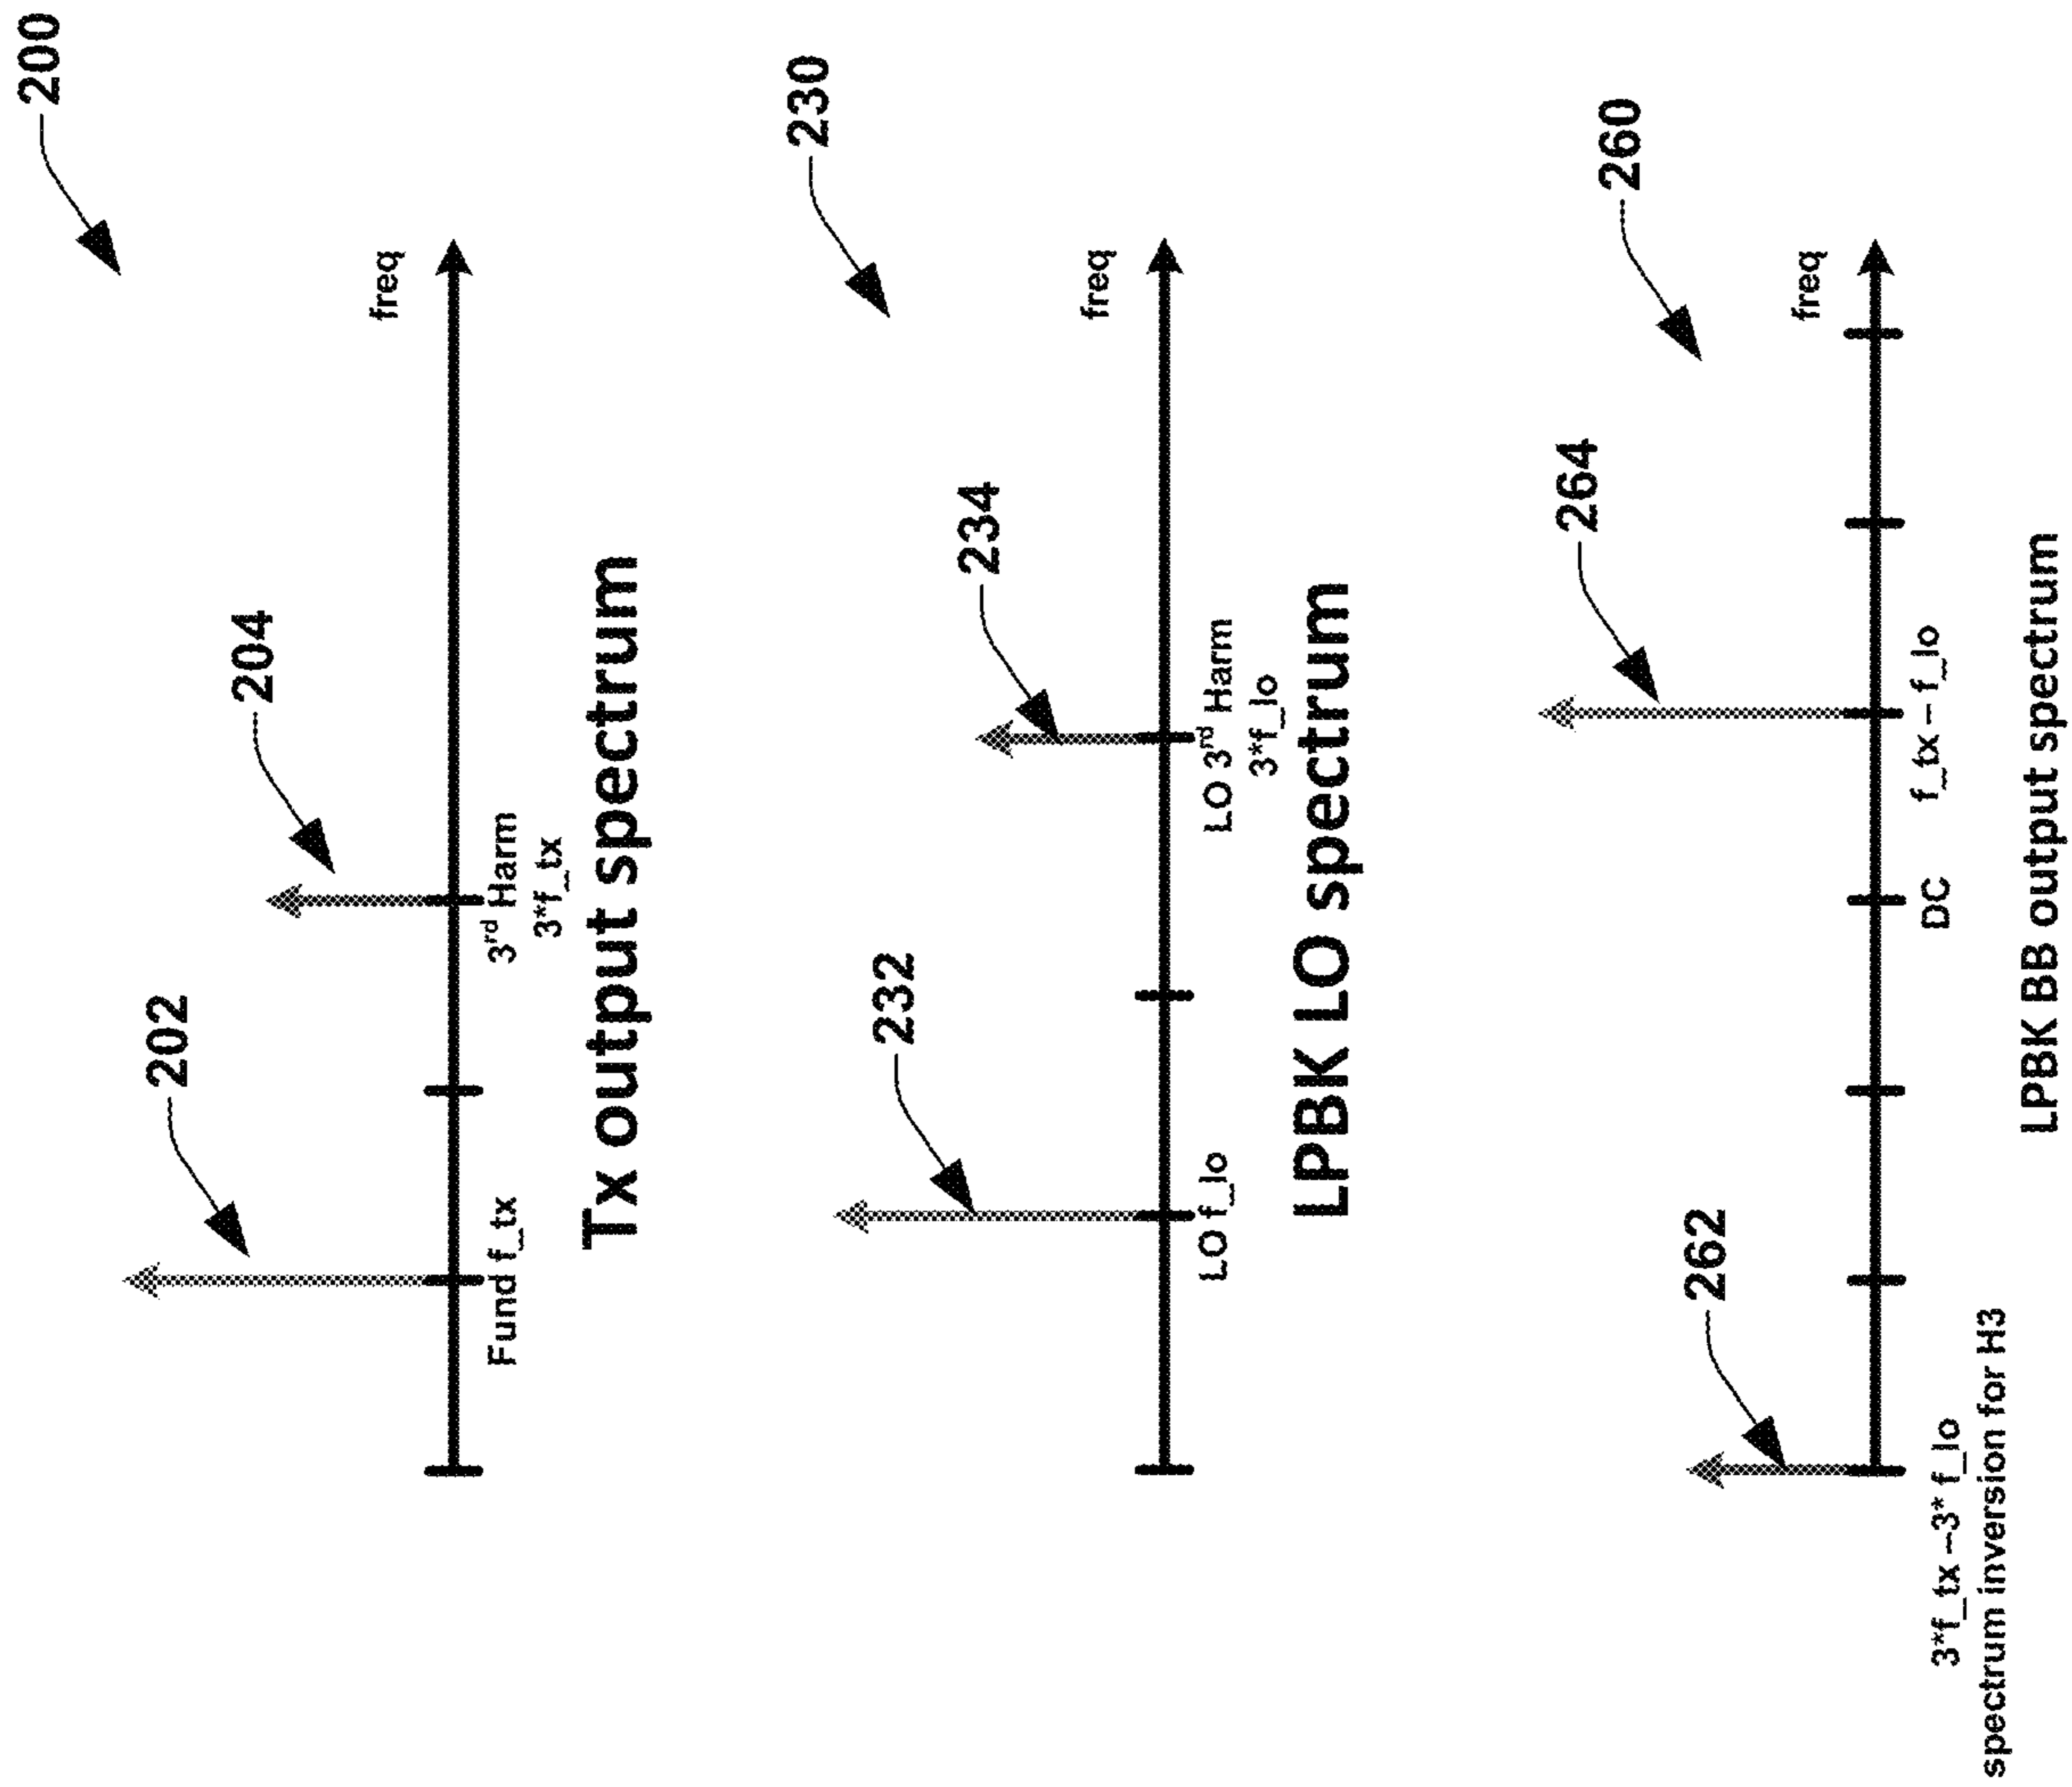 200
202
204
freq
Fund f_tx
3rd Harm
3*f_tx
Tx output spectrum
230
232
234
freq
LO f_lo
LO 3rd Harm
3*f_lo
LPBK LO spectrum
260
262
264
freq
3*f_tx –3* f_lo
spectrum inversion for H3
DC
f_tx – f_lo
LPBK BB output spectrum